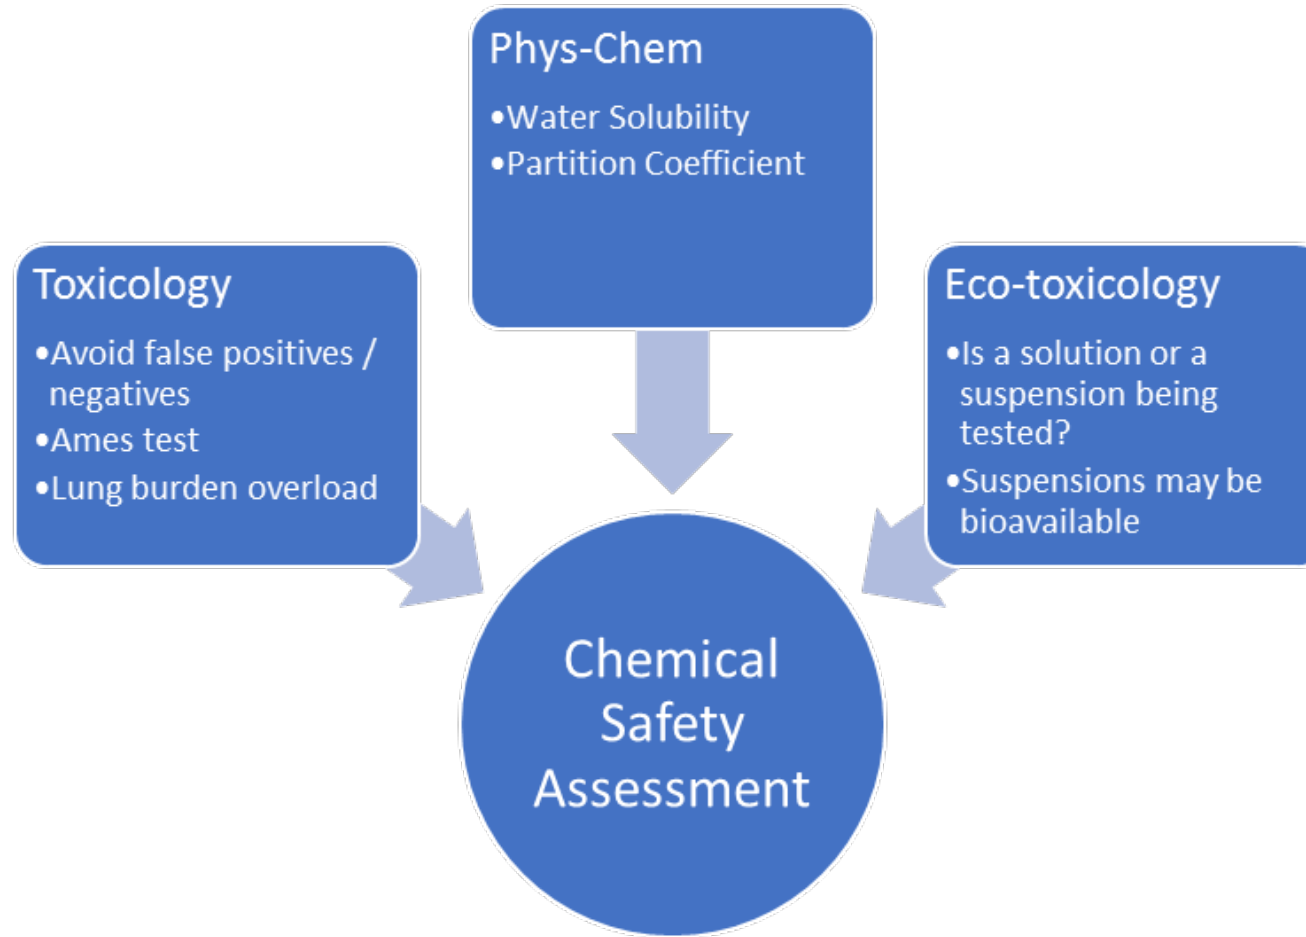 Phys-Chem
•Water Solubility
•Partition Coefficient
Toxicology
•Avoid false positives /
negatives
•Ames test
•Lung burden overload
Eco-toxicology
•Is a solution or a
suspension being
tested?
•Suspensions may be
bioavailable
Chemical
Safety
Assessment